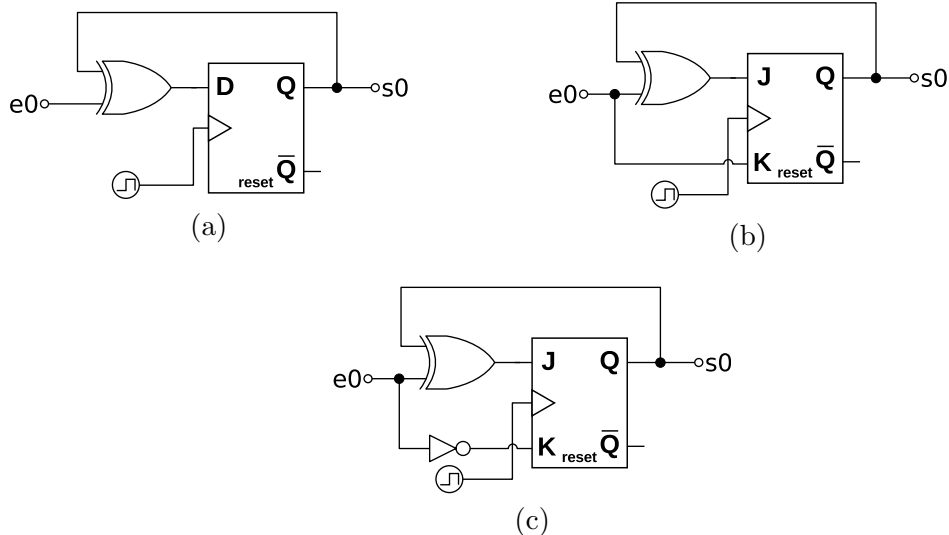 D Q
e0 s0
Q
reset
(a)
J Q
e0 s0
K Q
reset
(b)
J Q
e0 s0
K Q
reset
(c)